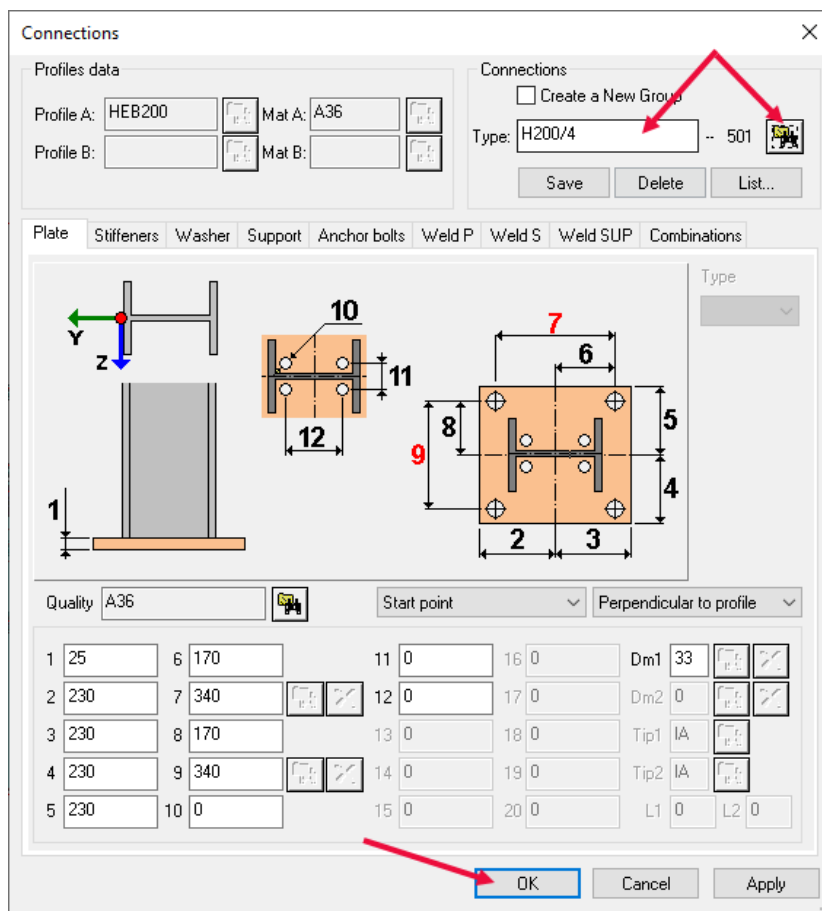 Connections
Profiles data
Profile A: HEB200 Mat A: A36
Profile B: Mat B:
Connections
Create a New Group
Type: H200/4 -- 501
Save Delete List...
Plate Stiffeners Washer Support Anchor bolts Weld P Weld S Weld SUP Combinations
Type
Y
Z
1
10
11
12
7
6
8
5
9
4
2 3
Quality A36 Start point Perpendicular to profile
1 25 6 170 11 0 16 0 Dm1 33
2 230 7 340 12 0 17 0 Dm2 0
3 230 8 170 13 0 18 0 Tip1 IA
4 230 9 340 14 0 19 0 Tip2 IA
5 230 10 0 15 0 20 0 L1 0 L2 0
OK Cancel Apply